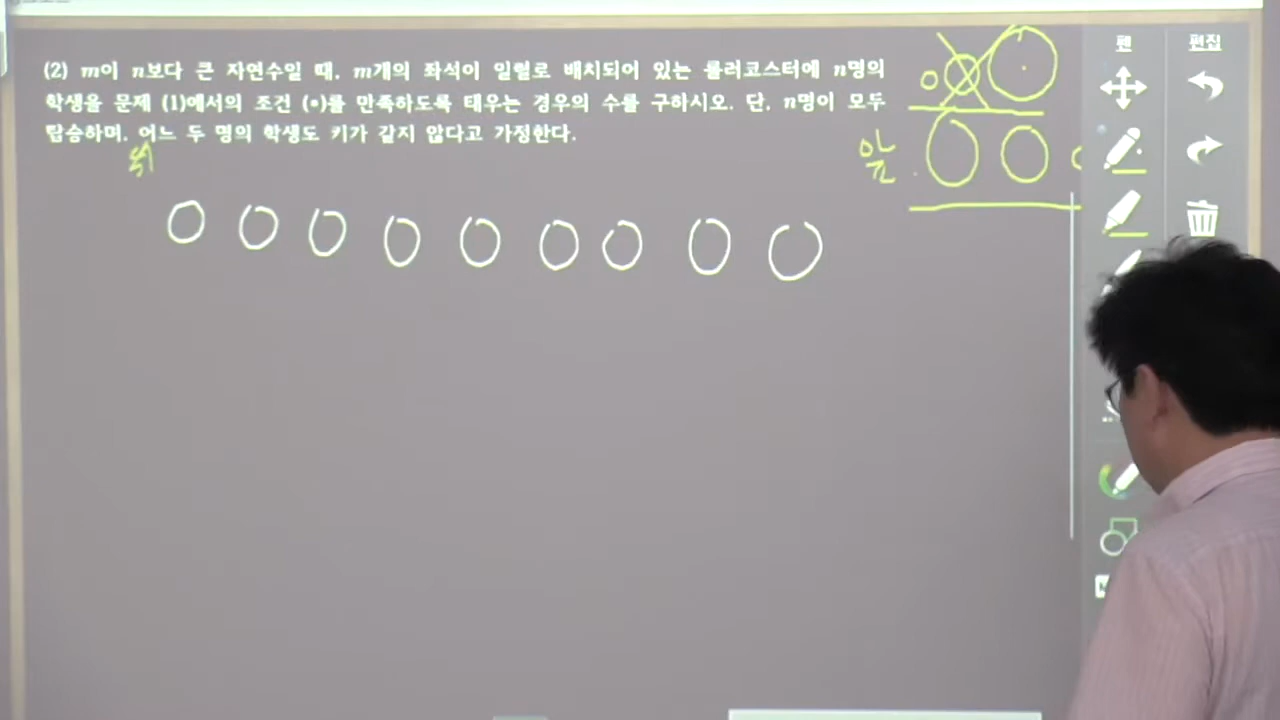 (2) m이 n보다 큰 자연수일 때, m개의 좌석이 일렬로 배치되어 있는 롤러코스터에 n명의
학생을 문제 (1)에서의 조건 (*)를 만족하도록 태우는 경우의 수를 구하시오. 단, n명이 모두
탑승하며, 어느 두 명의 학생도 키가 같지 않다고 가정한다.
앞
뒤
펜
편집